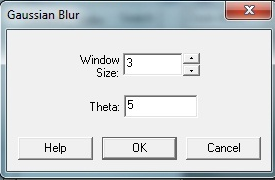 Gaussian Blur
Window
Size: 3
Theta: 5
Help OK Cancel